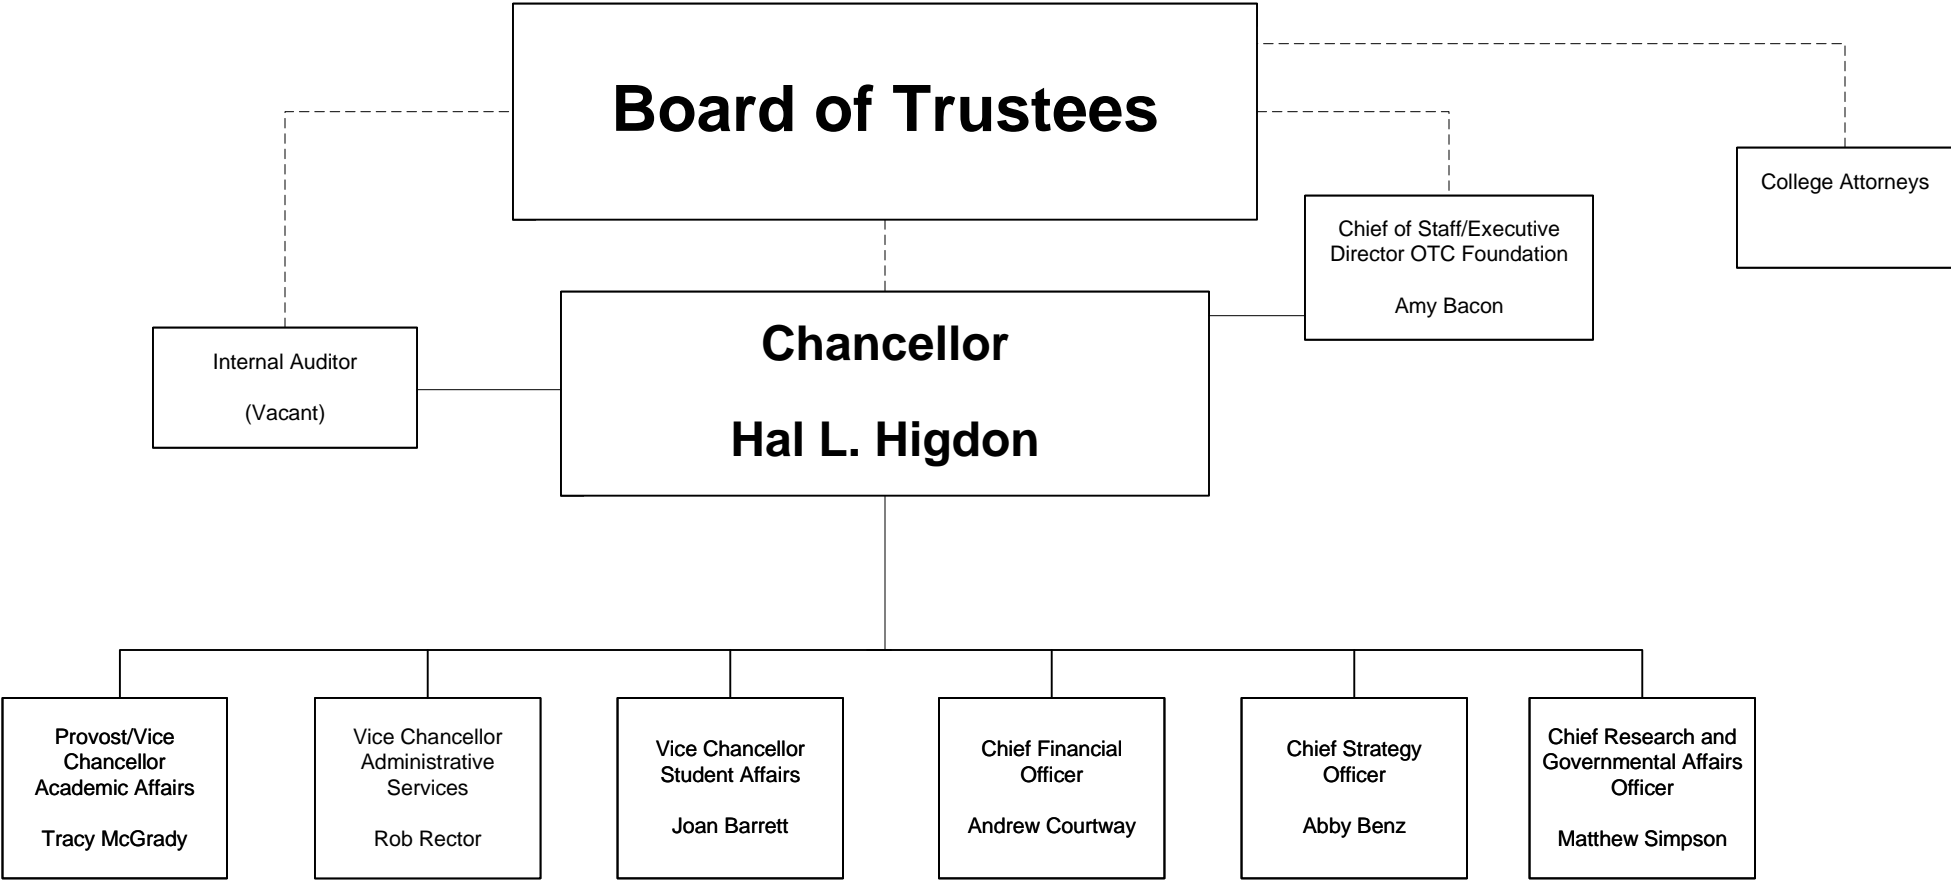 Board of Trustees
College Attorneys
Chief of Staff/Executive
Director OTC Foundation
Amy Bacon
Chancellor
Hal L. Higdon
Internal Auditor
(Vacant)
Provost/Vice
Chancellor
Academic Affairs
Tracy McGrady
Vice Chancellor
Administrative
Services
Rob Rector
Vice Chancellor
Student Affairs
Joan Barrett
Chief Financial
Officer
Andrew Courtway
Chief Strategy
Officer
Abby Benz
Chief Research and
Governmental Affairs
Officer
Matthew Simpson